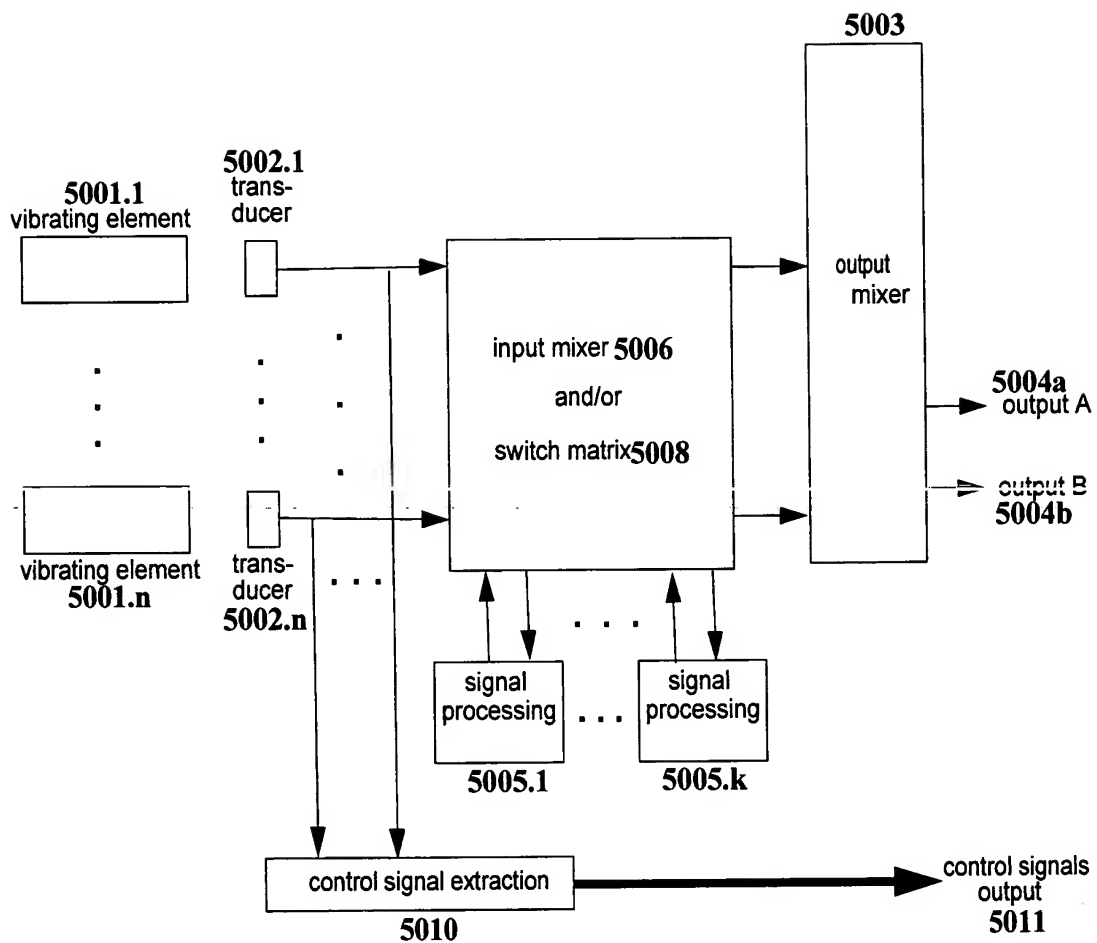 5003
5002.1
trans-
ducer
5001.1
vibrating element
output
mixer
input mixer 5006
and/or
switch matrix 5008
5004a
output A
output B
5004b
vibrating element
5001.n
trans-
ducer
5002.n
signal
processing
5005.1
signal
processing
5005.k
control signal extraction
5010
control signals
output
5011